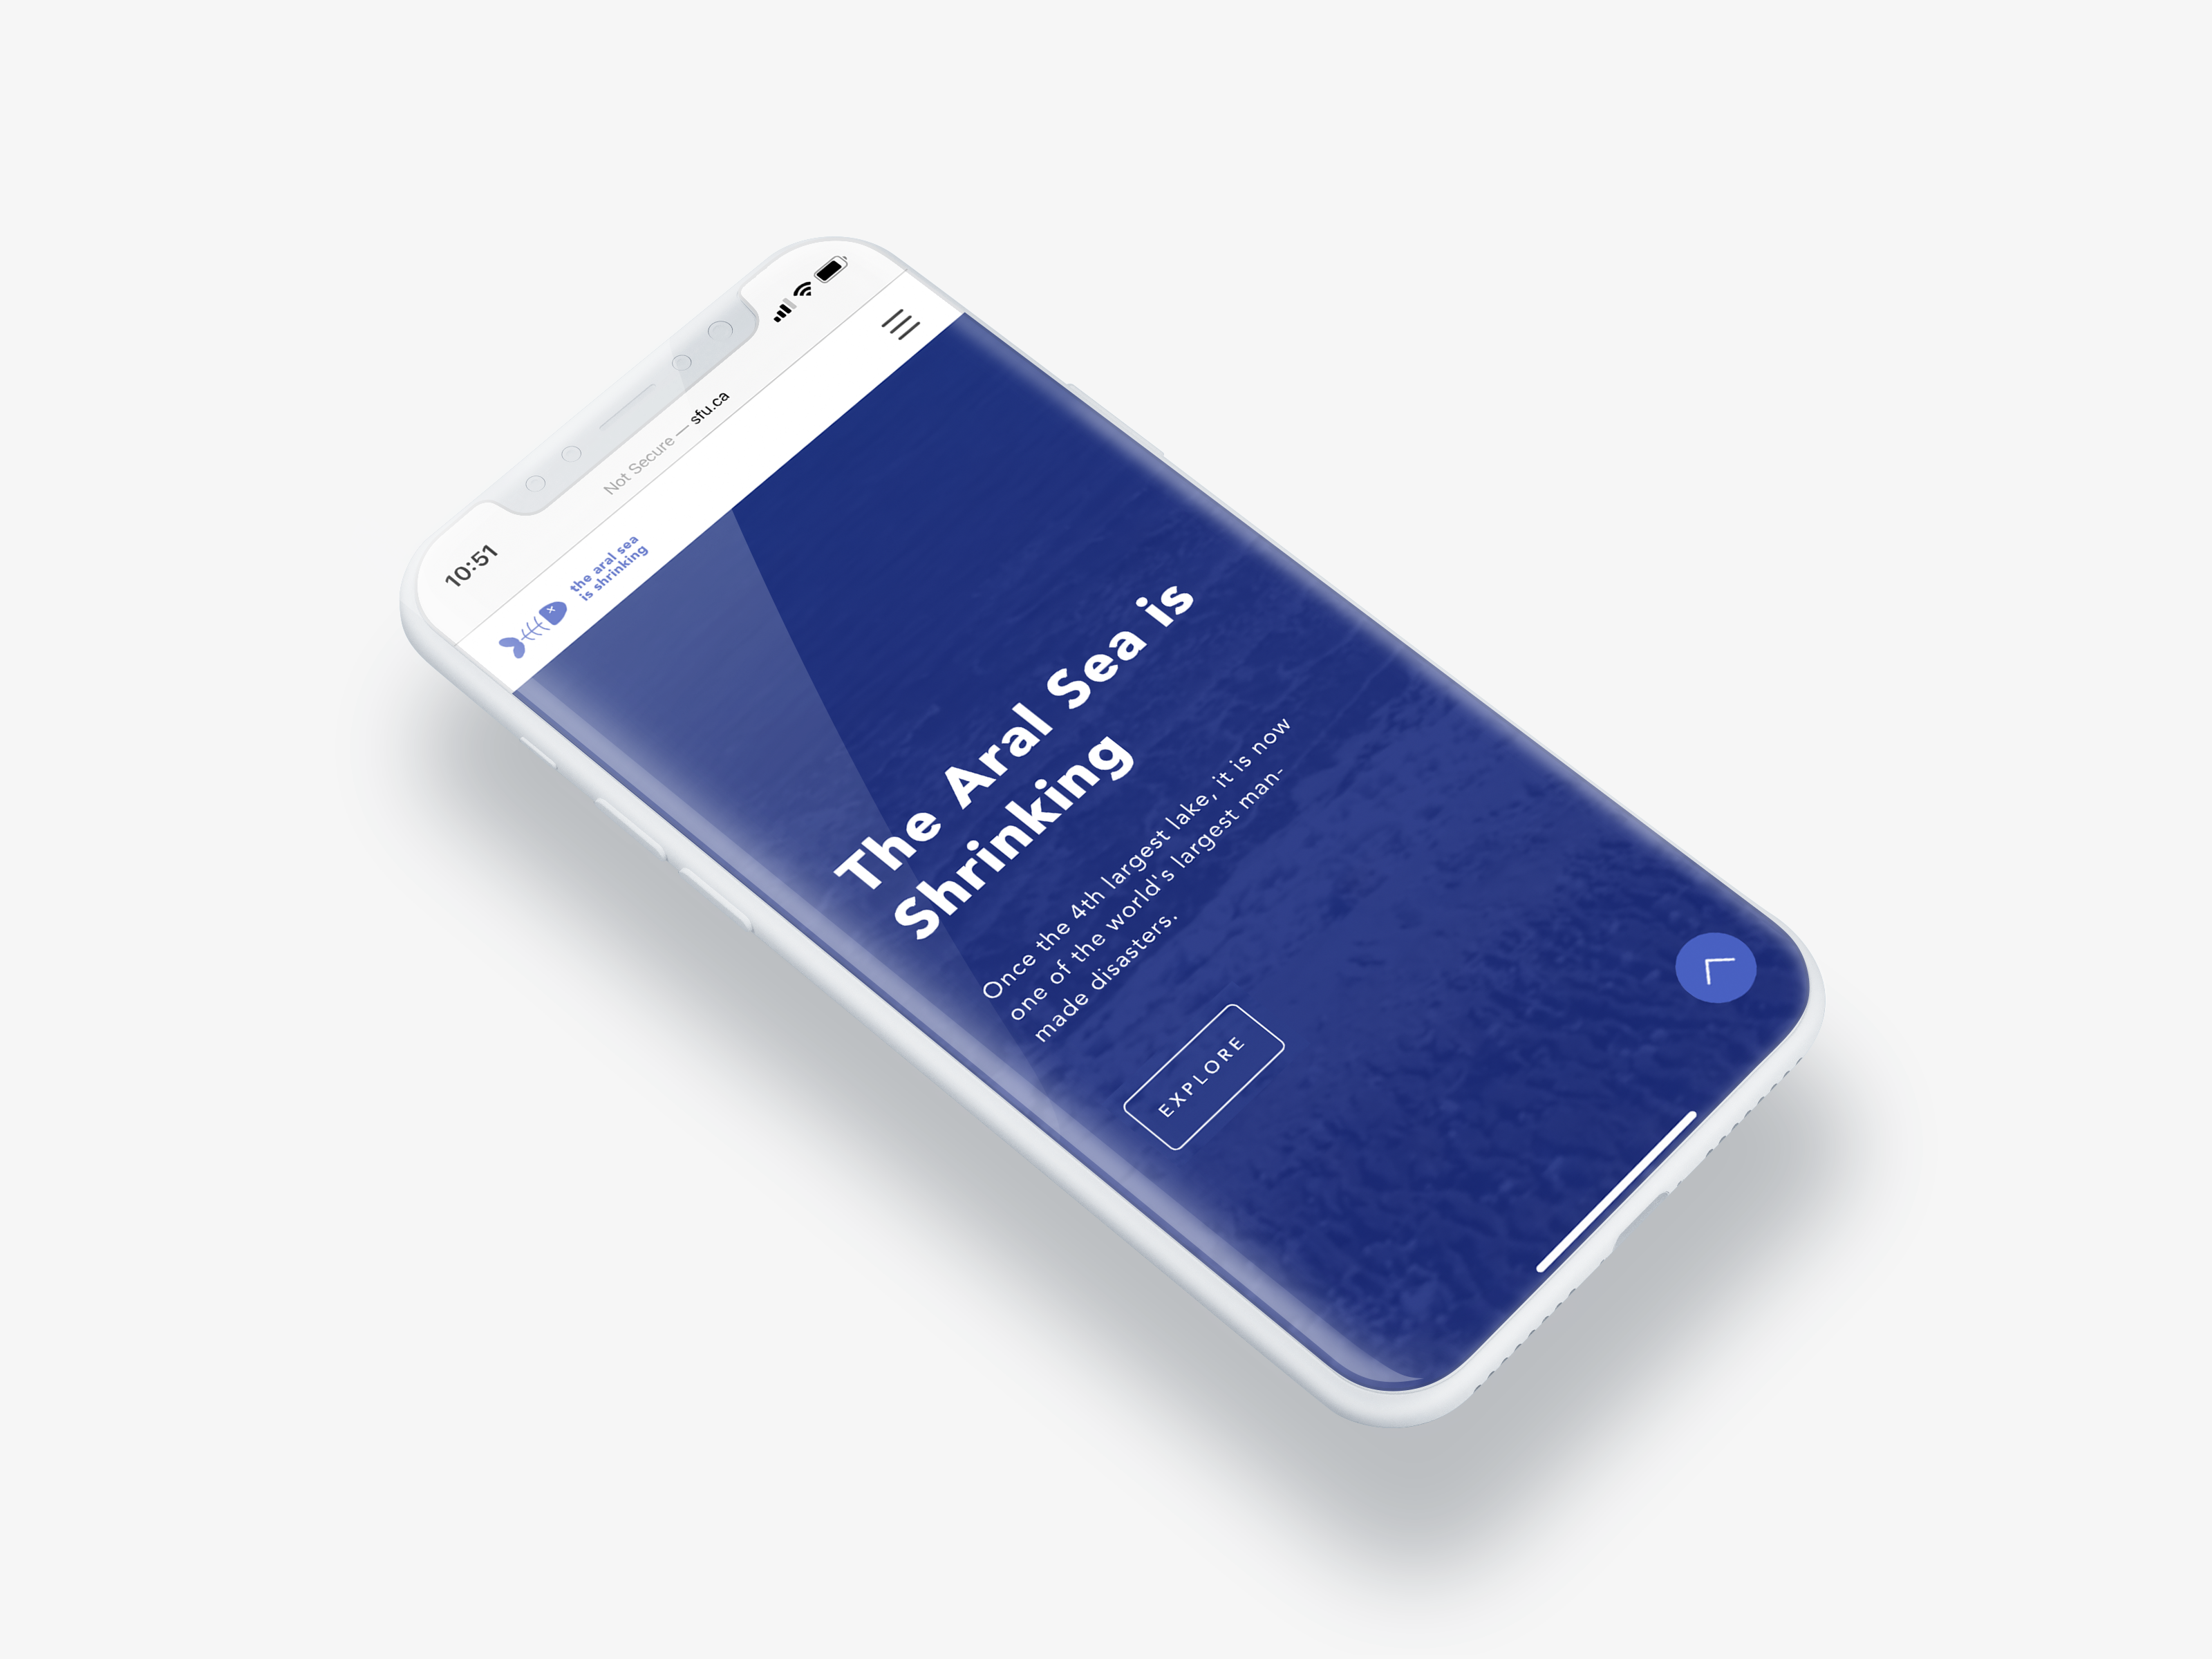 10:51
Not Secure — sfu.ca
the aral sea
is shrinking
The Aral Sea is
Shrinking
Once the 4th largest lake, it is now
one of the world's largest man-
made disasters.
EXPLORE